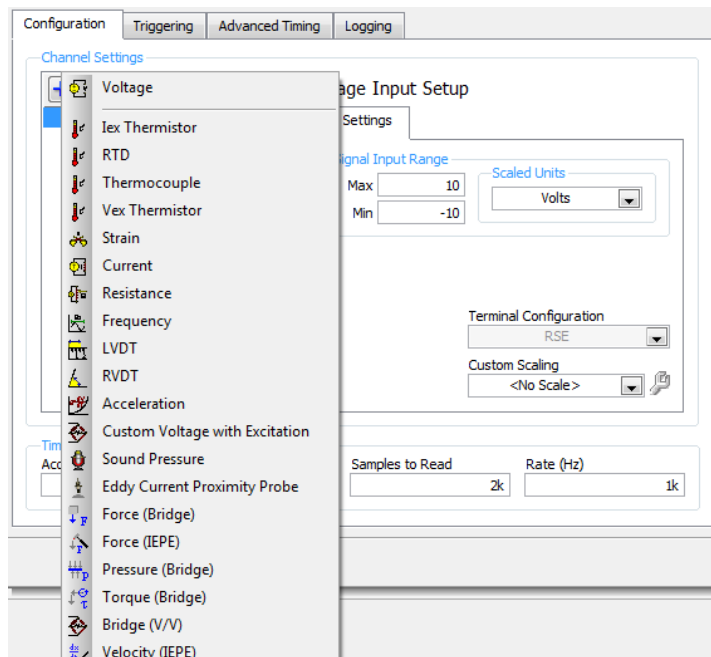 Configuration
Triggering
Advanced Timing
Logging
Channel Settings
Voltage
Iex Thermistor
RTD
Thermocouple
Vex Thermistor
Strain
Current
Resistance
Frequency
LVDT
RVDT
Acceleration
Custom Voltage with Excitation
Sound Pressure
Eddy Current Proximity Probe
Force (Bridge)
Force (IEPE)
Pressure (Bridge)
Torque (Bridge)
Bridge (V/V)
Velocity (IEPE)
age Input Setup
Settings
Signal Input Range
Max 10
Min -10
Scaled Units
Volts
Terminal Configuration
RSE
Custom Scaling
<No Scale>
Tim
Acq
Samples to Read
2k
Rate (Hz)
1k